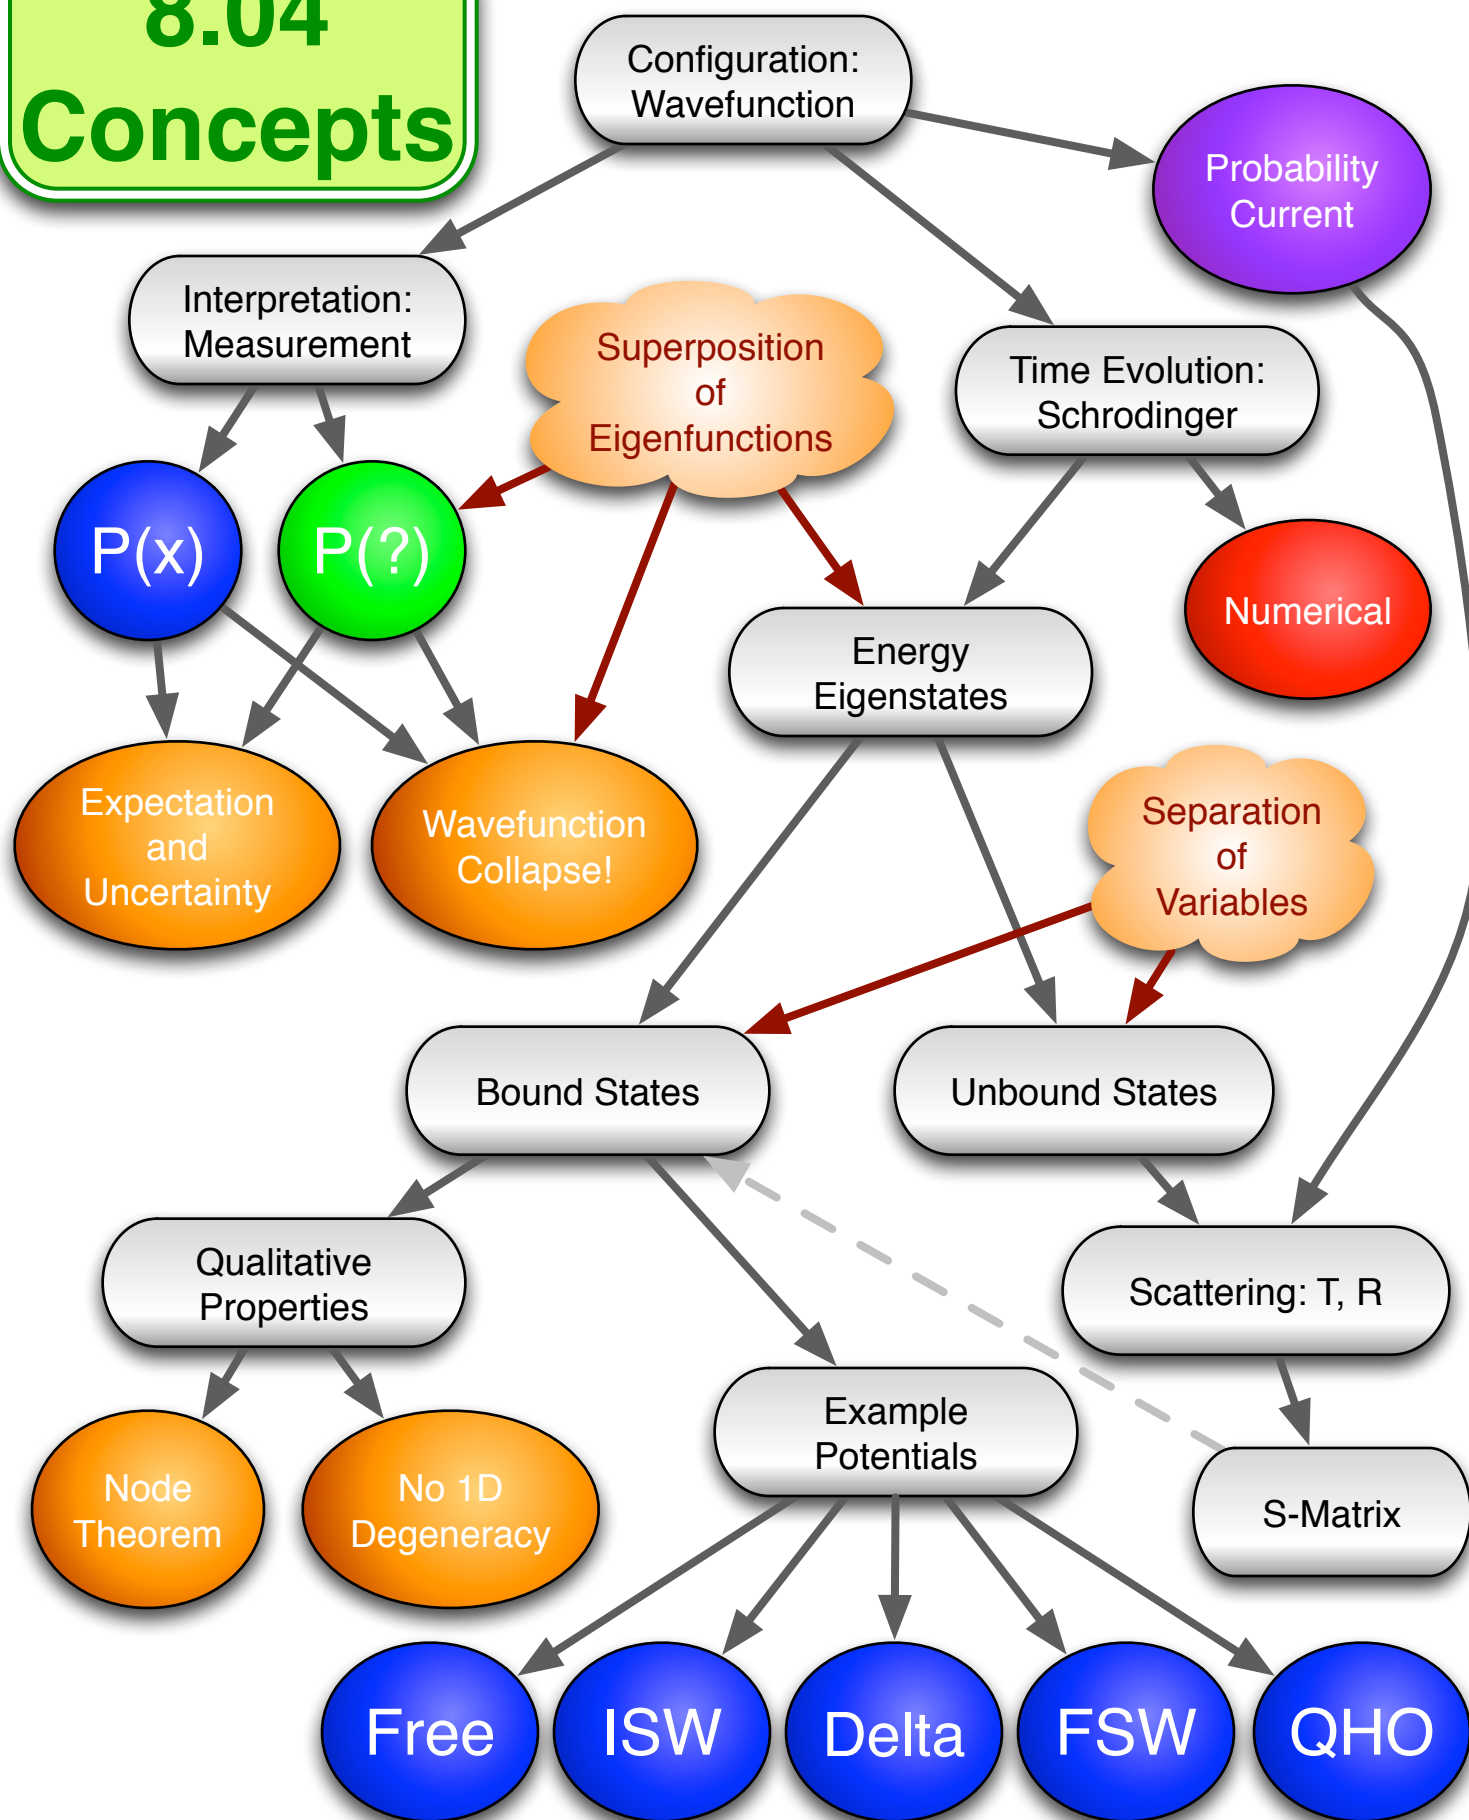 8.04
Concepts
Configuration:
Wavefunction
Probability
Current
Interpretation:
Measurement
Superposition
of
Eigenfunctions
Time Evolution:
Schrodinger
P(x)
P(?)
Numerical
Energy
Eigenstates
Expectation
and
Uncertainty
Wavefunction
Collapse!
Separation
of
Variables
Bound States
Unbound States
Qualitative
Properties
Scattering: T, R
Example
Potentials
Node
Theorem
No 1D
Degeneracy
S-Matrix
Free
ISW
Delta
FSW
QHO